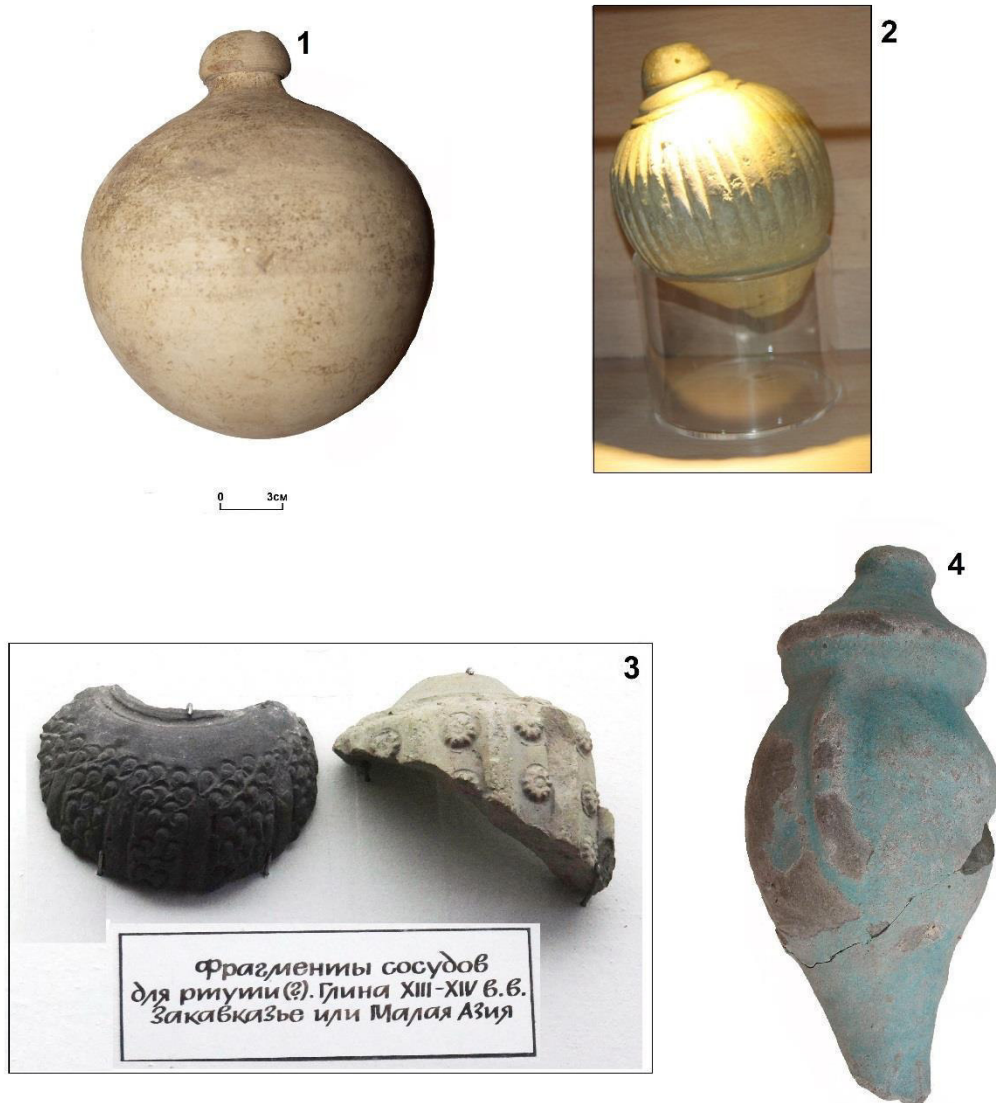 1
2
0 3см
4
3
Фрагменты сосудов
для ртути(?). Глина XIII-XIV в.в.
Закавказье или Малая Азия